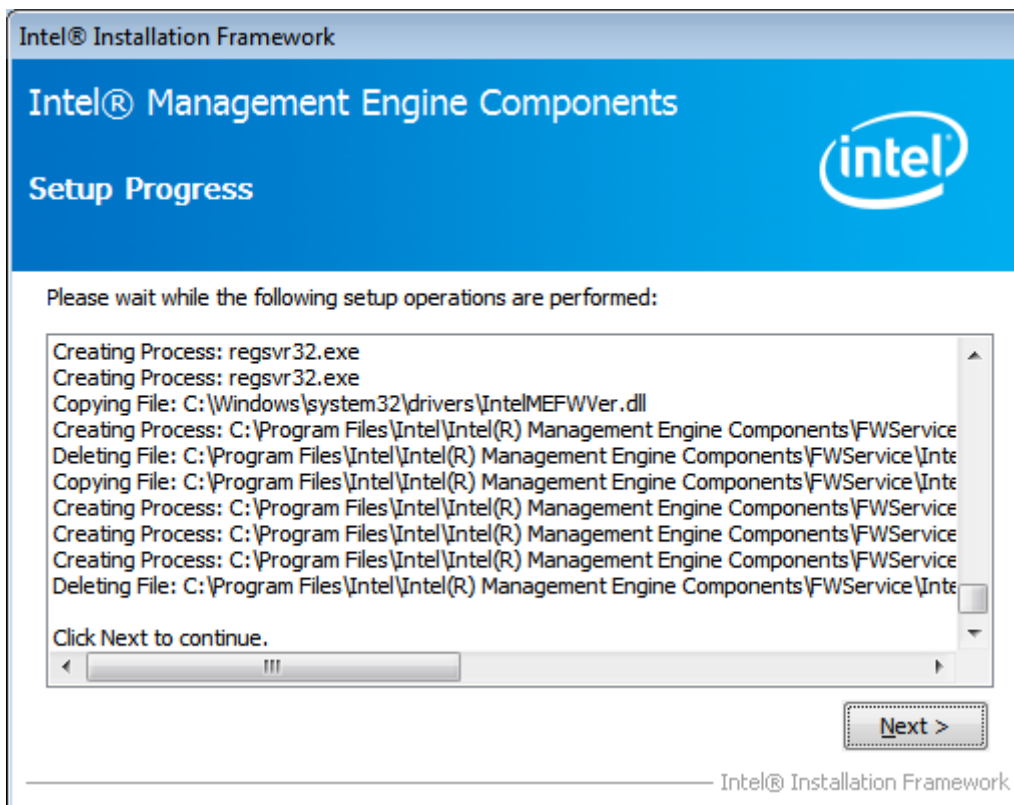 Intel® Installation Framework
Intel® Management Engine Components
intel
Setup Progress
Please wait while the following setup operations are performed:
Creating Process: regsvr32.exe
Creating Process: regsvr32.exe
Copying File: C:\Windows\system32\drivers\IntelMEFWVer.dll
Creating Process: C:\Program Files\Intel\Intel(R) Management Engine Components\FWService
Deleting File: C:\Program Files\Intel\Intel(R) Management Engine Components\FWService\Inte
Copying File: C:\Program Files\Intel\Intel(R) Management Engine Components\FWService\Inte
Creating Process: C:\Program Files\Intel\Intel(R) Management Engine Components\FWService
Creating Process: C:\Program Files\Intel\Intel(R) Management Engine Components\FWService
Creating Process: C:\Program Files\Intel\Intel(R) Management Engine Components\FWService
Deleting File: C:\Program Files\Intel\Intel(R) Management Engine Components\FWService\Inte
Click Next to continue.
Next >
Intel® Installation Framework